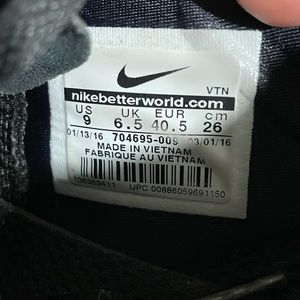 VTN
nikebetterworld.com
US UK EUR cm
9 6.5 40.5 26
01/13/16 704695-009 03/01/16
MADE IN VIETNAM
FABRIQUE AU VIETNAM
UPC 00886059691150